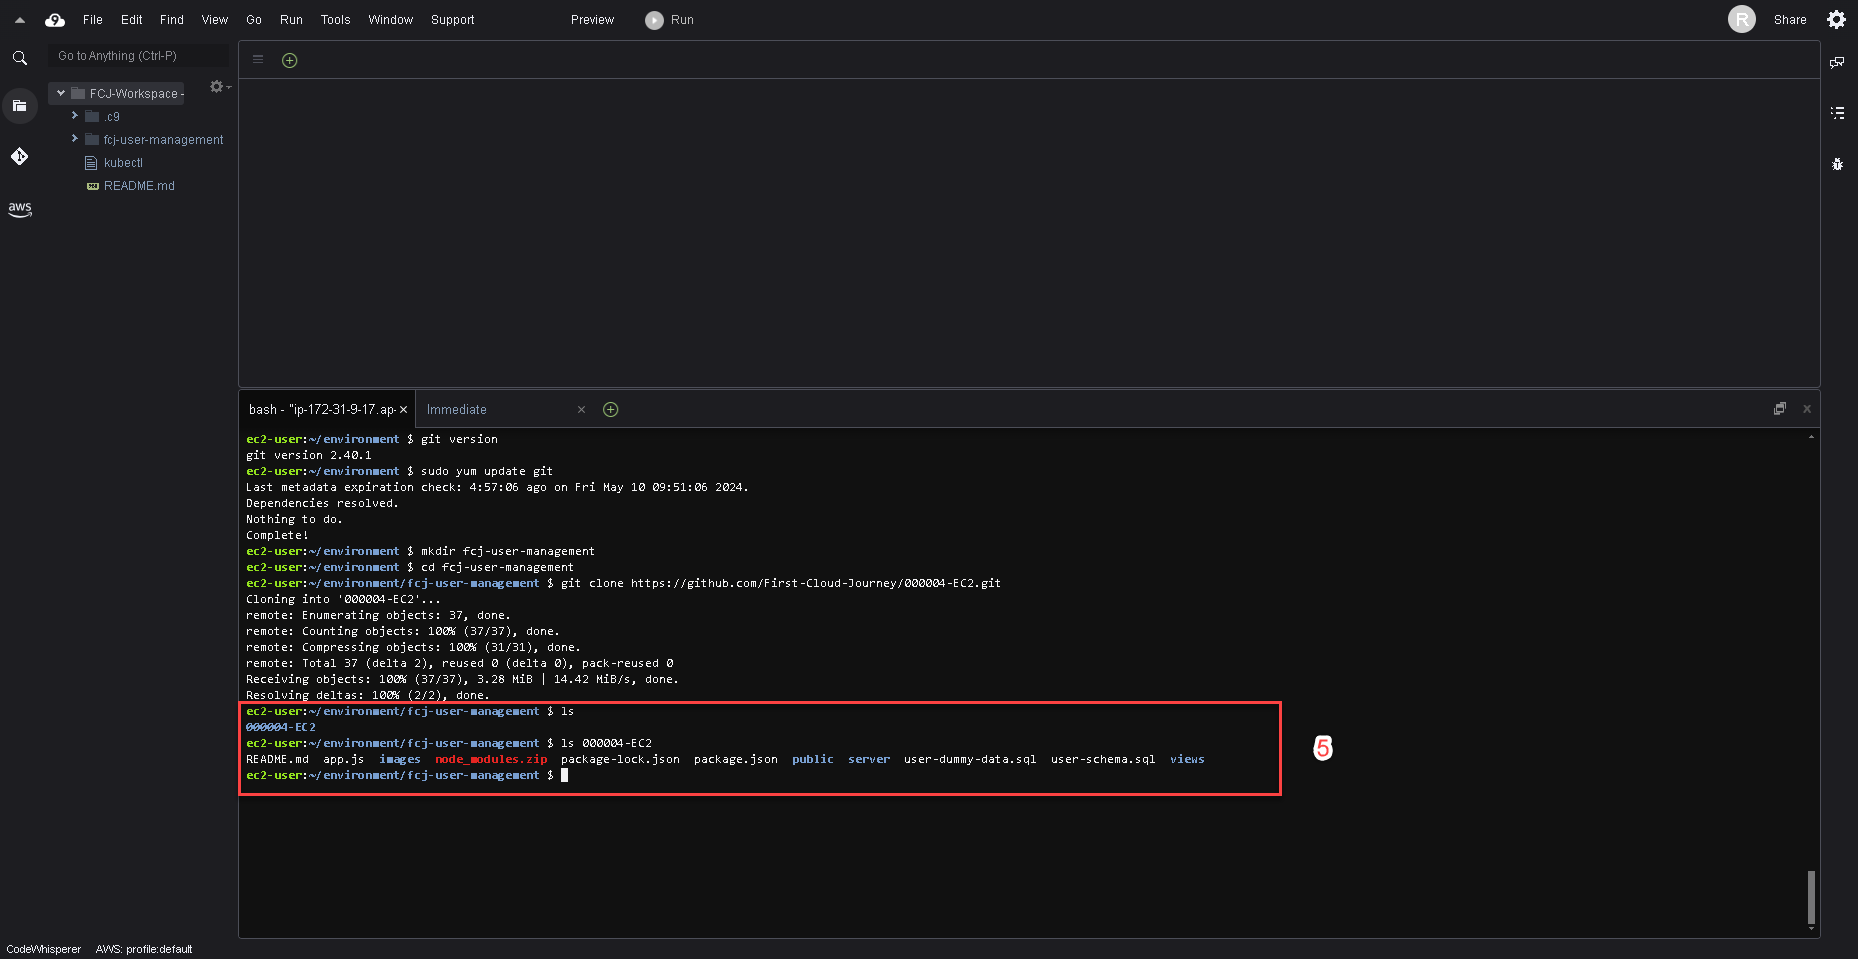 File Edit Find View Go Run Tools Window Support Preview Run R Share
Go to Anything (Ctrl-P)
FCJ-Workspace -
.c9
fcj-user-management
kubectl
README.md
aws
bash - "ip-172-31-9-17.ap- Immediate
ec2-user:~/environment $ git version
git version 2.40.1
ec2-user:~/environment $ sudo yum update git
Last metadata expiration check: 4:57:06 ago on Fri May 10 09:51:06 2024.
Dependencies resolved.
Nothing to do.
Complete!
ec2-user:~/environment $ mkdir fcj-user-management
ec2-user:~/environment $ cd fcj-user-management
ec2-user:~/environment/fcj-user-management $ git clone https://github.com/First-Cloud-Journey/000004-EC2.git
Cloning into '000004-EC2'...
remote: Enumerating objects: 37, done.
remote: Counting objects: 100% (37/37), done.
remote: Compressing objects: 100% (31/31), done.
remote: Total 37 (delta 2), reused 0 (delta 0), pack-reused 0
Receiving objects: 100% (37/37), 3.28 MiB | 14.42 MiB/s, done.
Resolving deltas: 100% (2/2), done.
ec2-user:~/environment/fcj-user-management $ ls
000004-EC2
ec2-user:~/environment/fcj-user-management $ ls 000004-EC2
README.md app.js images node_modules.zip package-lock.json package.json public server user-dummy-data.sql user-schema.sql views
ec2-user:~/environment/fcj-user-management $
5
CodeWhisperer AWS: profile:default